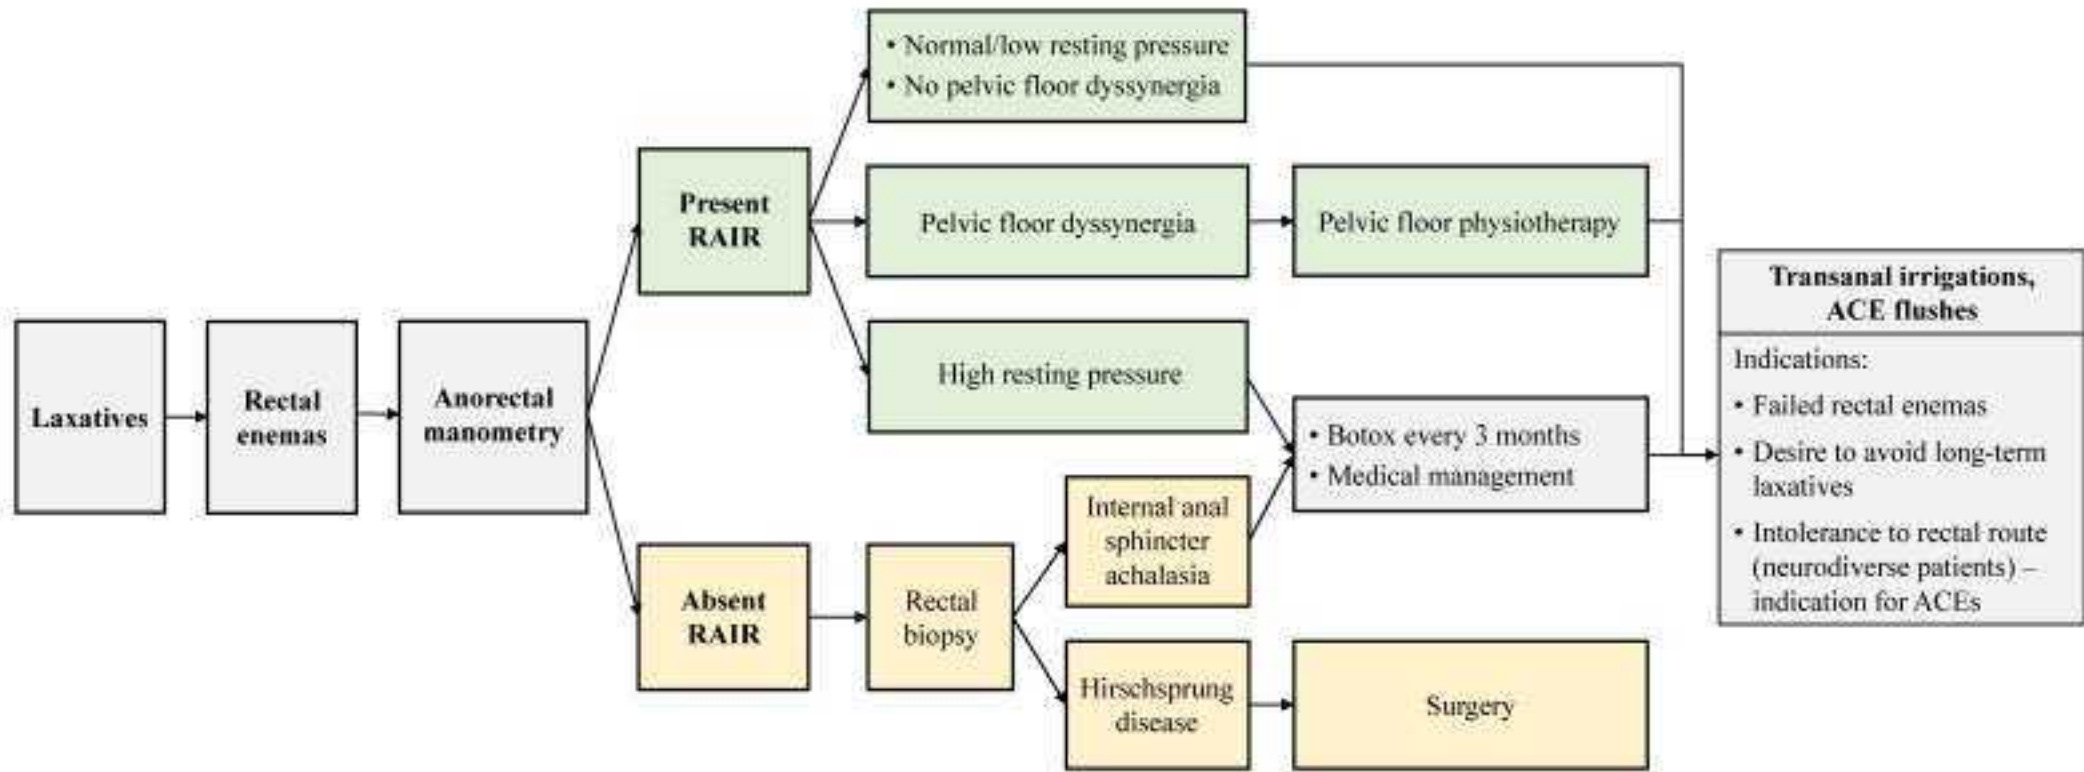 Laxatives
Rectal
enemas
Anorectal
manometry
Present
RAIR
• Normal/low resting pressure
• No pelvic floor dyssynergia
Pelvic floor dyssynergia
Pelvic floor physiotherapy
High resting pressure
• Botox every 3 months
• Medical management
Absent
RAIR
Rectal
biopsy
Internal anal
sphincter
achalasia
Hirschsprung
disease
Surgery
Transanal irrigations,
ACE flushes
Indications:
• Failed rectal enemas
• Desire to avoid long-term
laxatives
• Intolerance to rectal route
(neurodiverse patients) –
indication for ACEs